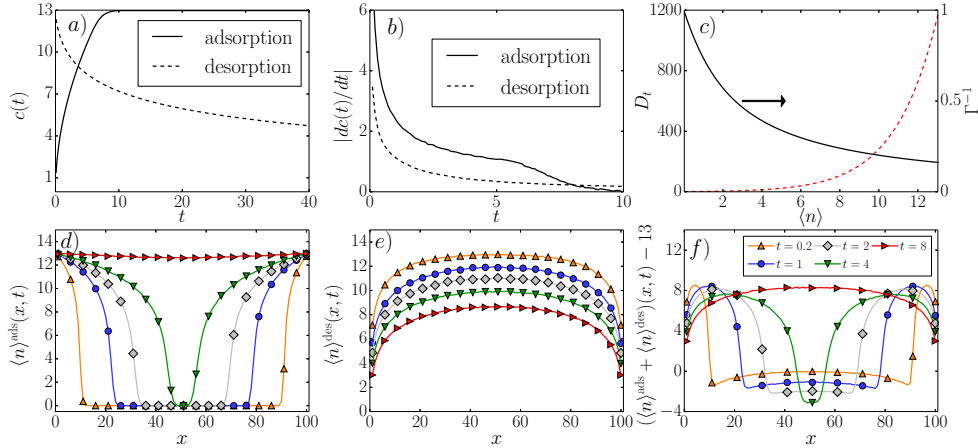 a)
c(t)
13
9
5
1
adsorption
desorption
0 10 20 30 40
t
b)
|dc(t)/dt|
6
4
2
0
adsorption
desorption
0 5 10
t
c)
D_t
1200
800
400
0
1
0.5
0
Γ⁻¹
2 4 6 8 10 12
⟨n⟩
d)
⟨n⟩^ads(x, t)
14
12
10
8
6
4
2
0
0 20 40 60 80 100
x
e)
⟨n⟩^des(x, t)
14
12
10
8
6
4
2
0
0 20 40 60 80 100
x
f)
(⟨n⟩^ads + ⟨n⟩^des)(x, t) − 13
8
4
0
−4
t = 0.2 t = 2 t = 8
t = 1 t = 4
0 20 40 60 80 100
x